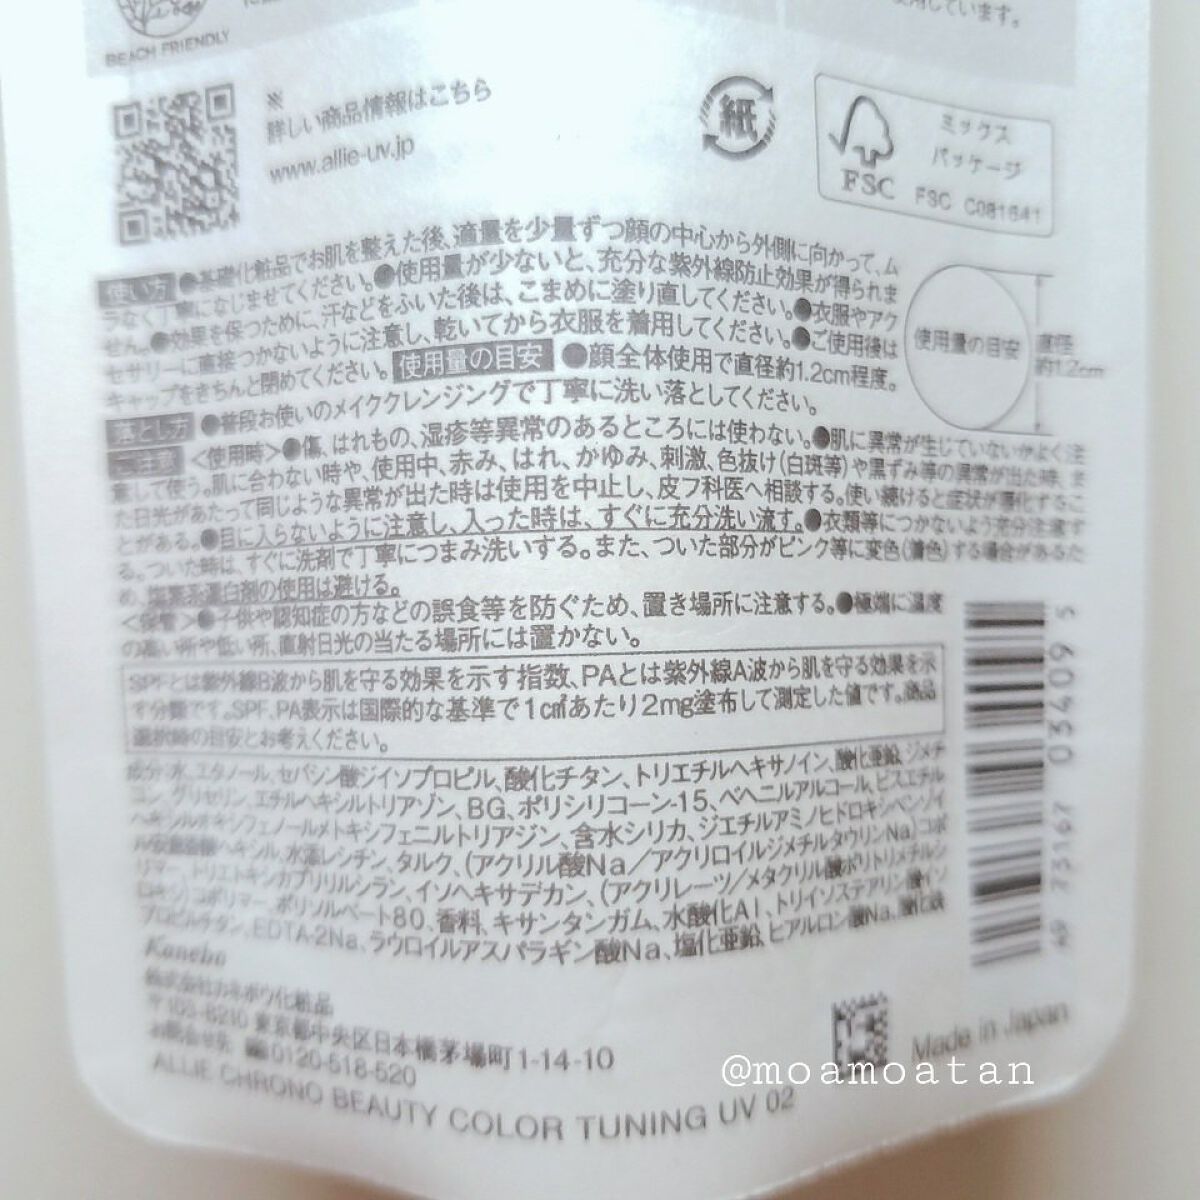 使用しています。
BEACH FRIENDLY
※
詳しい商品情報はこちら
www.allie-uv.jp
紙
ミックス
パッケージ
FSC
FSC C081641
使い方 ●基礎化粧品でお肌を整えた後、適量を少量ずつ顔の中心から外側に向かって、ム
ラなく丁寧になじませてください。●使用量が少ないと、充分な紫外線防止効果が得られま
せん。●効果を保つために、汗などをふいた後は、こまめに塗り直してください。●衣服やアク
セサリーに直接つかないように注意し、乾いてから衣服を着用してください。●ご使用後は
キャップをきちんと閉めてください。 使用量の目安 ●顔全体使用で直径約1.2cm程度。
使用量の目安
直径
約1.2cm
落とし方 ●普段お使いのメイククレンジングで丁寧に洗い落としてください。
ご注意 <使用時>●傷、はれもの、湿疹等異常のあるところには使わない。●肌に異常が生じていないかよく注
意して使う。肌に合わない時や、使用中、赤み、はれ、かゆみ、刺激、色抜け(白斑等)や黒ずみ等の異常が出た時、ま
た日光があたって同じような異常が出た時は使用を中止し、皮フ科医へ相談する。使い続けると症状が悪化するこ
とがある。●目に入らないように注意し、入った時は、すぐに充分洗い流す。●衣類等につかないよう充分注意す
る。ついた時は、すぐに洗剤で丁寧につまみ洗いする。また、ついた部分がピンク等に変色(着色)する場合があるた
め、塩素系漂白剤の使用は避ける。
<保管>●子供や認知症の方などの誤食等を防ぐため、置き場所に注意する。●極端に温度
の高い所や低い所、直射日光の当たる場所には置かない。
SPFとは紫外線B波から肌を守る効果を示す指数、PAとは紫外線A波から肌を守る効果を示
す分類です。SPF、PA表示は国際的な基準で1㎠あたり2mg塗布して測定した値です。商品
選択時の目安とお考えください。
成分:水、エタノール、セバシン酸ジイソプロピル、酸化チタン、トリエチルヘキサノイン、酸化亜鉛、ジメチ
コン、グリセリン、エチルヘキシルトリアゾン、BG、ポリシリコーン-15、ベヘニルアルコール、ビスエチル
ヘキシルオキシフェノールメトキシフェニルトリアジン、含水シリカ、ジエチルアミノヒドロキシベンゾイ
ル安息香酸ヘキシル、水添レシチン、タルク、(アクリル酸Na/アクリロイルジメチルタウリンNa)コポ
リマー、トリエトキシカプリリルシラン、イソヘキサデカン、(アクリレーツ/メタクリル酸ポリトリメチルシ
ロキシ)コポリマー、ポリソルベート80、香料、キサンタンガム、水酸化Al、トリイソステアリン酸イソ
プロピルチタン、EDTA-2Na、ラウロイルアスパラギン酸Na、塩化亜鉛、ヒアルロン酸Na、酸化鉄
4 973167 034095
Kanebo
株式会社カネボウ化粧品
〒103-8210 東京都中央区日本橋茅場町1-14-10
お問合せ先 0120-518-520
Made in Japan
ALLIE CHRONO BEAUTY COLOR TUNING UV 02
@moamoatan